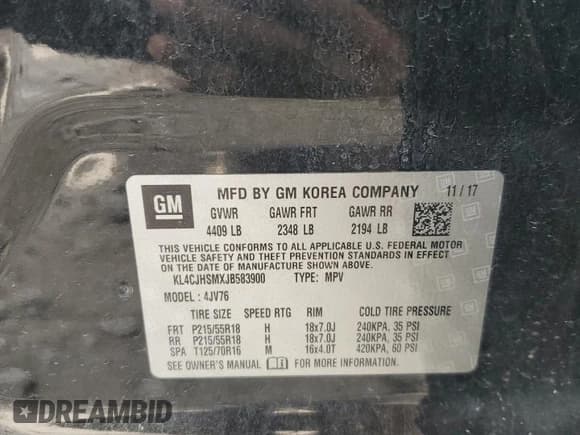 GM MFD BY GM KOREA COMPANY 11/17
GVWR GAWR FRT GAWR RR
4409 LB 2348 LB 2194 LB
THIS VEHICLE CONFORMS TO ALL APPLICABLE U.S. FEDERAL MOTOR
VEHICLE SAFETY AND THEFT PREVENTION STANDARDS IN EFFECT ON
THE DATE OF MANUFACTURE SHOWN ABOVE.
KL4CJHSMXJB583900 TYPE: MPV
MODEL : 4JV76
TIRE SIZE SPEED RTG RIM COLD TIRE PRESSURE
FRT P215/55R18 H 18x7.0J 240KPA, 35 PSI
RR P215/55R18 H 18x7.0J 240KPA, 35 PSI
SPA T125/70R16 M 16x4.0T 420KPA, 60 PSI
SEE OWNER'S MANUAL FOR MORE INFORMATION.
DREAMBID